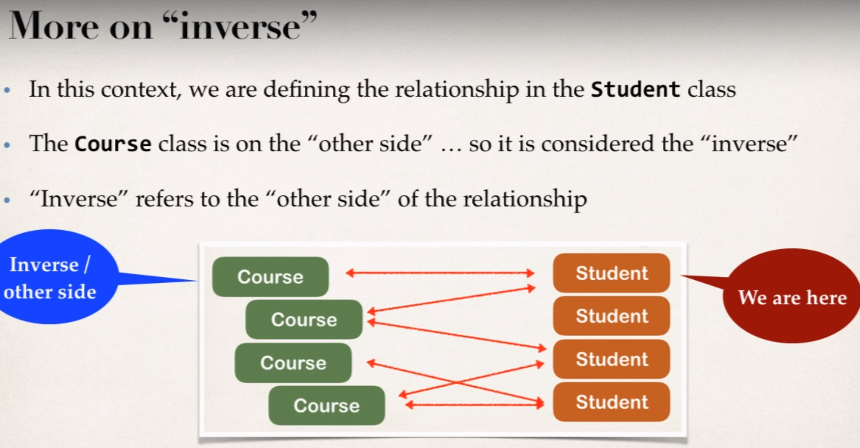 More on “inverse”
• In this context, we are defining the relationship in the Student class
• The Course class is on the “other side” … so it is considered the “inverse”
• “Inverse” refers to the “other side” of the relationship
Inverse /
other side
Course
Course
Course
Course
Student
Student
Student
Student
We are here